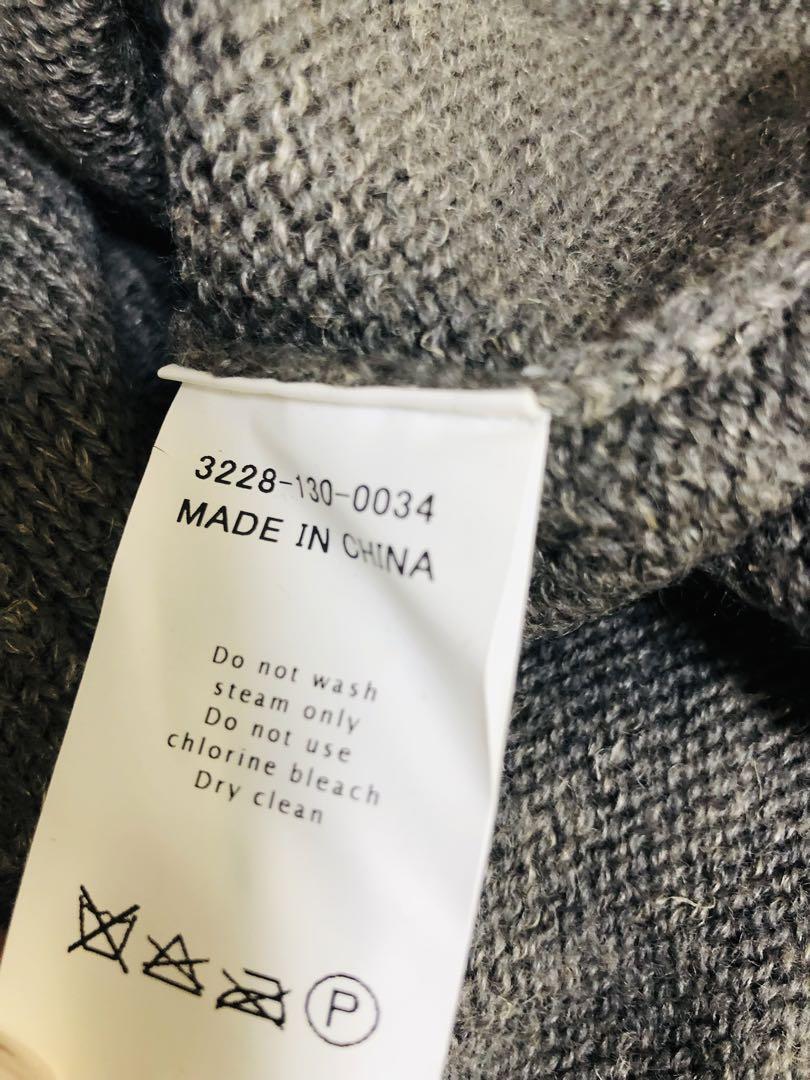 3228-130-0034
MADE IN CHINA
Do not wash
steam only
Do not use
chlorine bleach
Dry clean
P